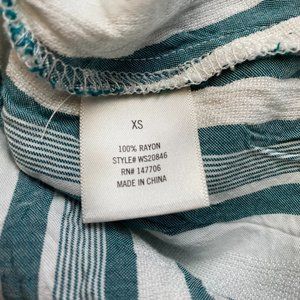 XS
100% RAYON
STYLE# WS20846
RN# 147706
MADE IN CHINA